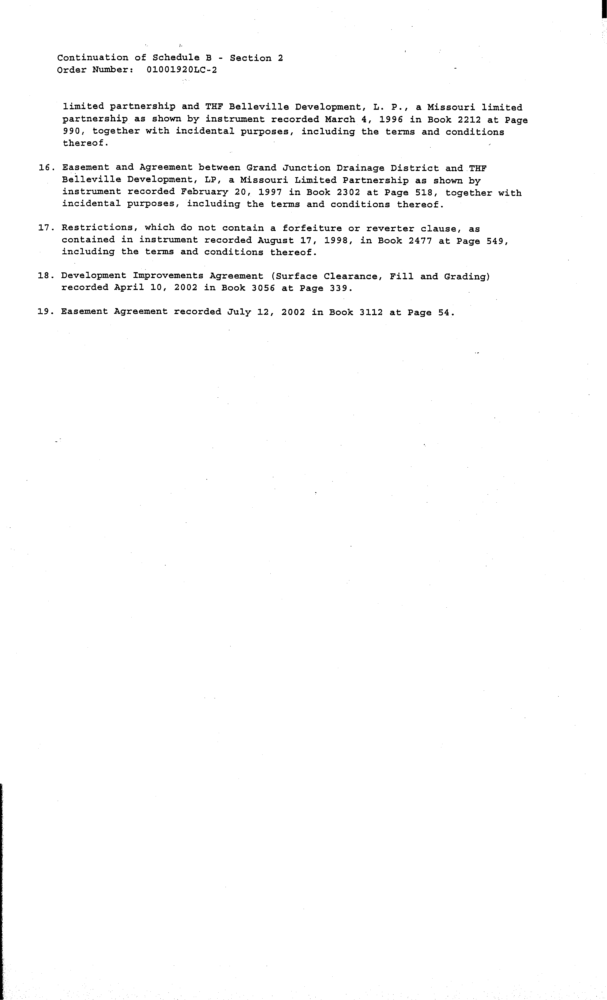 Continuation of Schedule B - Section 2
Order Number: 01001920LC-2
limited partnership and THF Belleville Development, L. P., a Missouri limited
partnership as shown by instrument recorded March 4, 1996 in Book 2212 at Page
990, together with incidental purposes, including the terms and conditions
thereof.
16. Easement and Agreement between Grand Junction Drainage District and THF
Belleville Development, LP, a Missouri Limited Partnership as shown by
instrument recorded February 20, 1997 in Book 2302 at Page 518, together with
incidental purposes, including the terms and conditions thereof.
17. Restrictions, which do not contain a forfeiture or reverter clause, as
contained in instrument recorded August 17, 1998, in Book 2477 at Page 549,
including the terms and conditions thereof.
18. Development Improvements Agreement (Surface Clearance, Fill and Grading)
recorded April 10, 2002 in Book 3056 at Page 339.
19. Easement Agreement recorded July 12, 2002 in Book 3112 at Page 54.